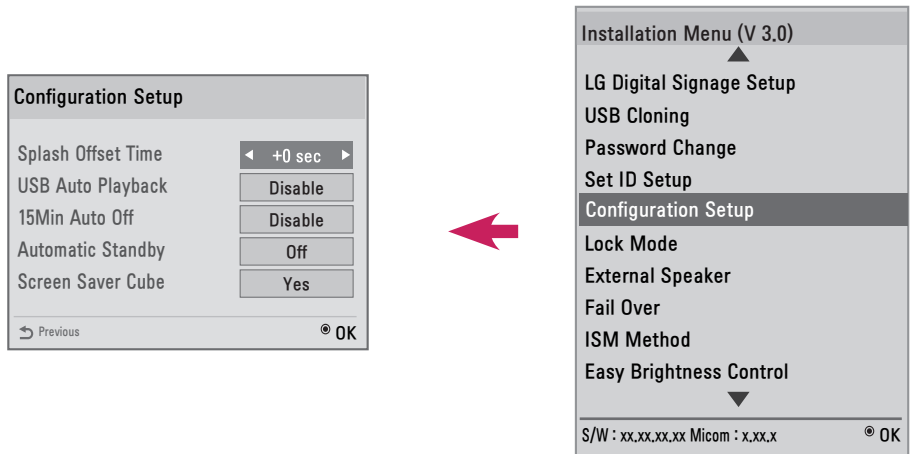 Configuration Setup
Splash Offset Time +0 sec
USB Auto Playback Disable
15Min Auto Off Disable
Automatic Standby Off
Screen Saver Cube Yes
Previous OK
Installation Menu (V 3.0)
LG Digital Signage Setup
USB Cloning
Password Change
Set ID Setup
Configuration Setup
Lock Mode
External Speaker
Fail Over
ISM Method
Easy Brightness Control
S/W : xx.xx.xx.xx Micom : x.xx.x OK